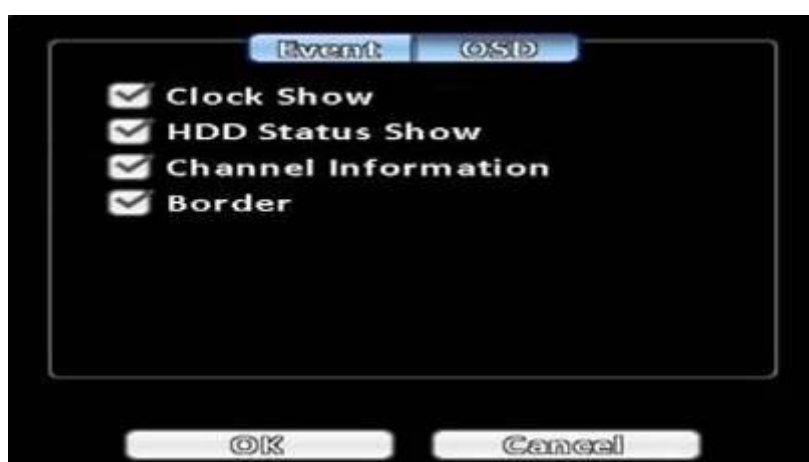 Event OSD
Clock Show
HDD Status Show
Channel Information
Border
OK Cancel